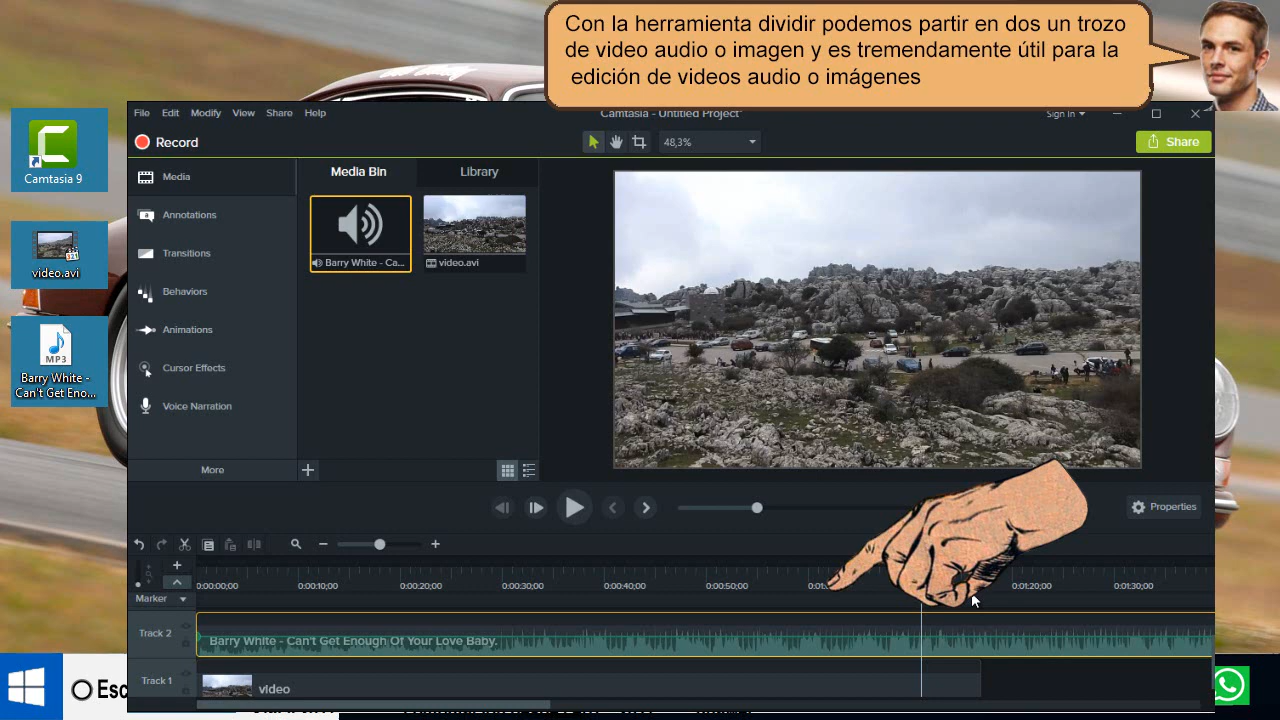 Con la herramienta dividir podemos partir en dos un trozo
de video audio o imagen y es tremendamente útil para la
edición de videos audio o imágenes
Camtasia 9
video.avi
MP3
Barry White -
Can't Get Eno...
File Edit Modify View Share Help
Camtasia - Untitled Project*
Sign In
Record
48,3%
Share
Media
Annotations
Transitions
Behaviors
Animations
Cursor Effects
Voice Narration
More
Media Bin
Library
Barry White - Ca...
video.avi
Properties
0:00:00;00 0:00:10;00 0:00:20;00 0:00:30;00 0:00:40;00 0:00:50;00 0:01:20;00 0:01:30;00
Marker
Track 2
Barry White - Can't Get Enough Of Your Love Baby.
Track 1
video
Esc